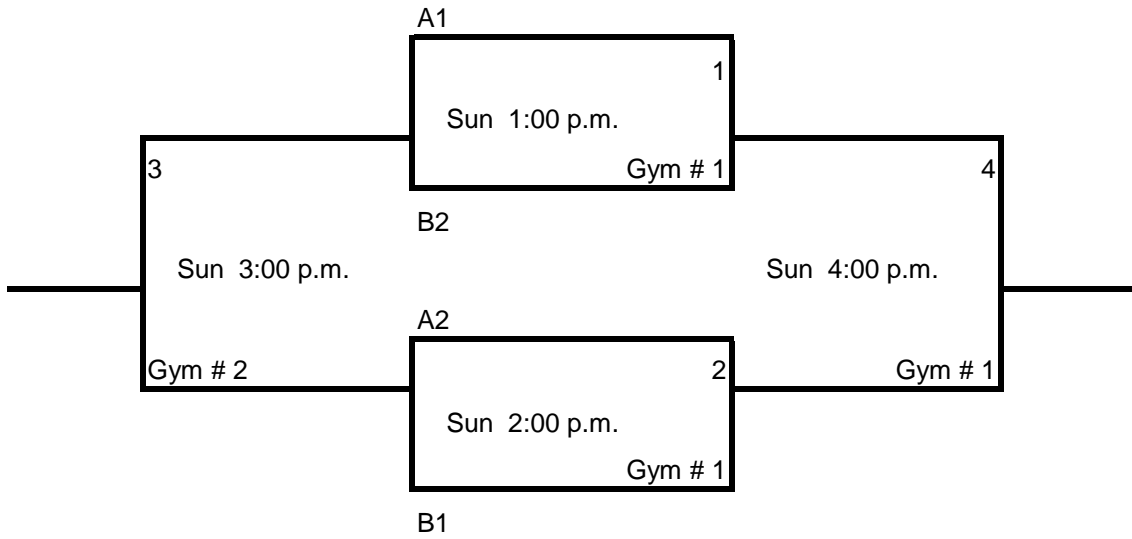 A1
1
Sun 1:00 p.m.
3
Gym # 1
4
B2
Sun 3:00 p.m.
Sun 4:00 p.m.
A2
Gym # 2
2
Gym # 1
Sun 2:00 p.m.
Gym # 1
B1